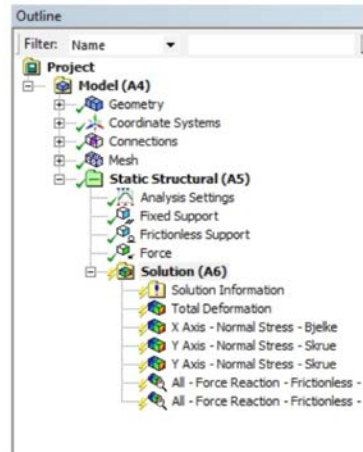 Outline
Filter: Name
Project
Model (A4)
Geometry
Coordinate Systems
Connections
Mesh
Static Structural (A5)
Analysis Settings
Fixed Support
Frictionless Support
Force
Solution (A6)
Solution Information
Total Deformation
X Axis - Normal Stress - Bjelke
Y Axis - Normal Stress - Skrue
Y Axis - Normal Stress - Skrue
All - Force Reaction - Frictionless -
All - Force Reaction - Frictionless -